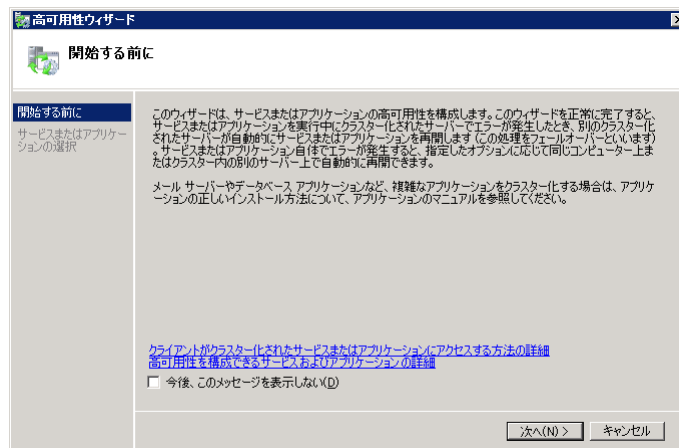 高可用性ウィザード
開始する前に
開始する前に
サービスまたはアプリケー
ションの選択
このウィザードは、サービスまたはアプリケーションの高可用性を構成します。このウィザードを正常に完了すると、
サービスまたはアプリケーションを実行中にクラスター化されたサーバーでエラーが発生したとき、別のクラスター化
されたサーバーが自動的にサービスまたはアプリケーションを再開します(この処理をフェールオーバーといいます)
。サービスまたはアプリケーション自体でエラーが発生すると、指定したオプションに応じて同じコンピューター上ま
たはクラスター内の別のサーバー上で自動的に再開できます。
メール サーバーやデータベース アプリケーションなど、複雑なアプリケーションをクラスター化する場合は、アプリケ
ーションの正しいインストール方法について、アプリケーションのマニュアルを参照してください。
クライアントがクラスター化されたサービスまたはアプリケーションにアクセスする方法の詳細
高可用性を構成できるサービスおよびアプリケーションの詳細
今後、このメッセージを表示しない(D)
次へ(N) >
キャンセル